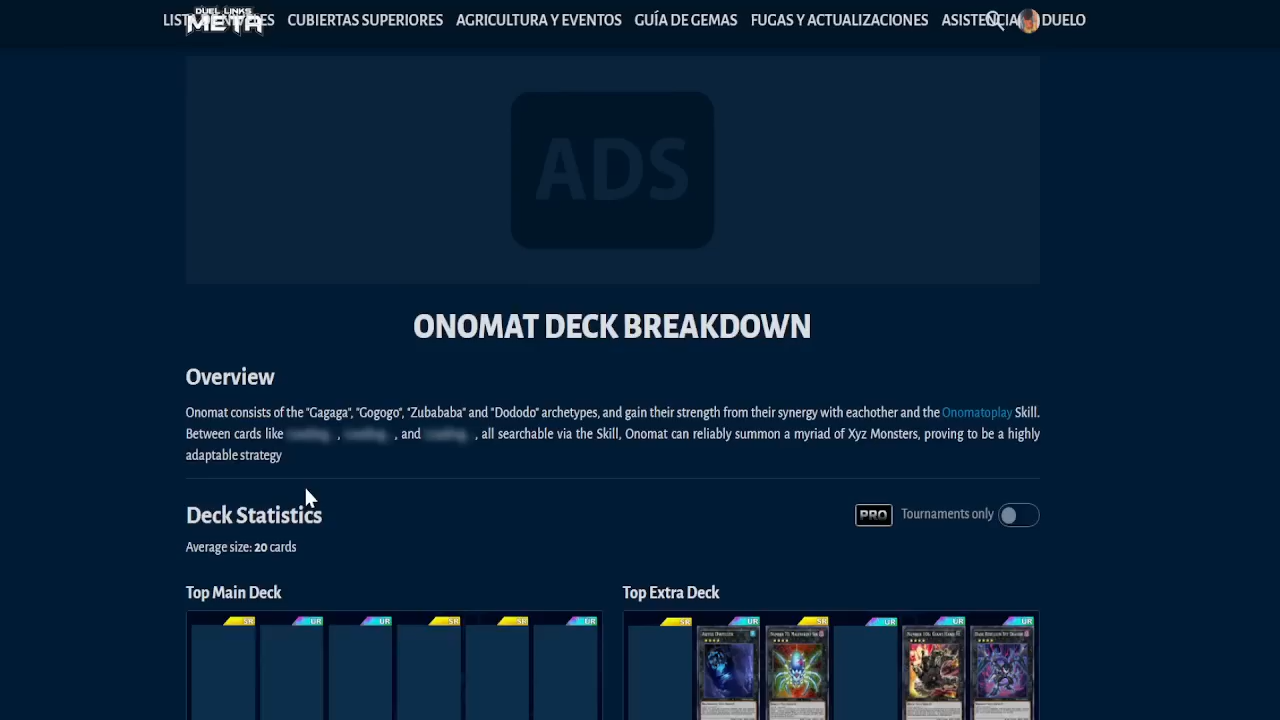 DUEL LINKS
META
CUBIERTAS SUPERIORES AGRICULTURA Y EVENTOS GUÍA DE GEMAS FUGAS Y ACTUALIZACIONES ASISTENCIA DUELO
ADS
ONOMAT DECK BREAKDOWN
Overview
Onomat consists of the "Gagaga", "Gogogo", "Zubababa" and "Dododo" archetypes, and gain their strength from their synergy with eachother and the Onomatoplay Skill.
Between cards like , , and , all searchable via the Skill, Onomat can reliably summon a myriad of Xyz Monsters, proving to be a highly
adaptable strategy
Deck Statistics
PRO Tournaments only
Average size: 20 cards
Top Main Deck
Top Extra Deck
SR UR UR SR SR UR
SR UR SR UR UR UR